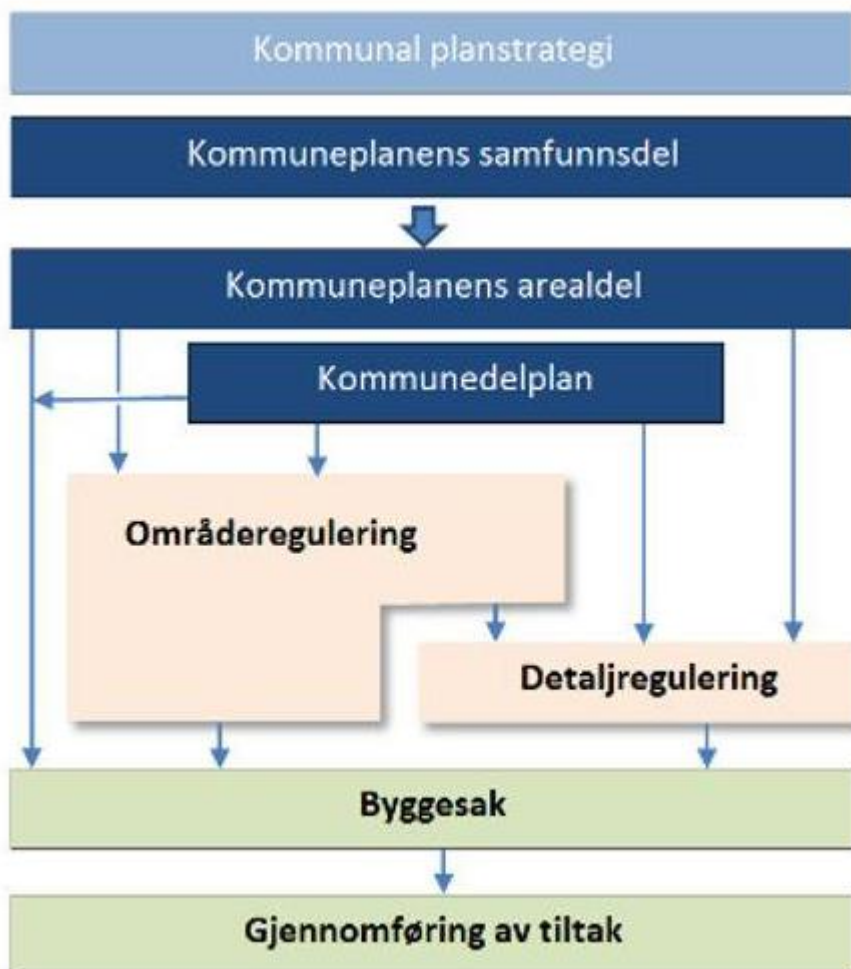 Kommunal planstrategi
Kommuneplanens samfunnsdel
Kommuneplanens arealdel
Kommunedelplan
Områderegulering
Detaljregulering
Byggesak
Gjennomføring av tiltak